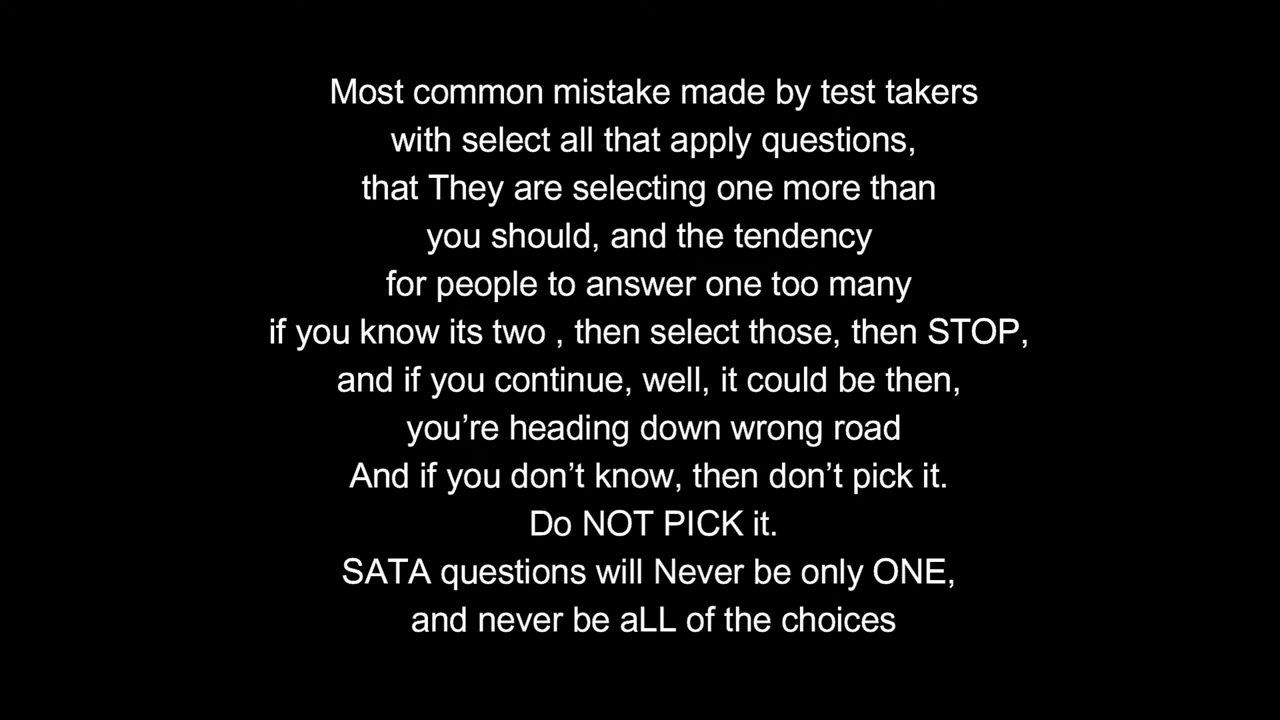 Most common mistake made by test takers
with select all that apply questions,
that They are selecting one more than
you should, and the tendency
for people to answer one too many
if you know its two , then select those, then STOP,
and if you continue, well, it could be then,
you’re heading down wrong road
And if you don’t know, then don’t pick it.
Do NOT PICK it.
SATA questions will Never be only ONE,
and never be aLL of the choices